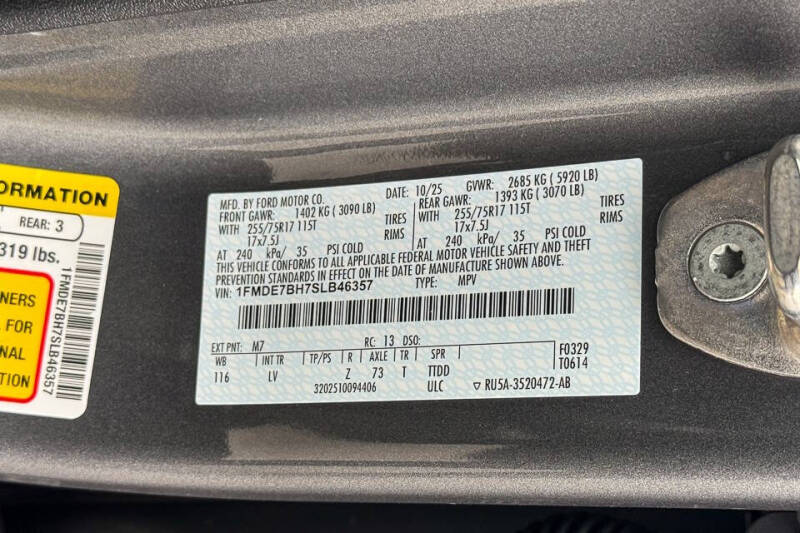 ORMATION
REAR: 3
319 lbs.
NERS
L FOR
NAL
TION
1FMDE7BH7SLB46357
MFD. BY FORD MOTOR CO.
DATE: 10/25 GVWR: 2685 KG (5920 LB)
FRONT GAWR: 1402 KG (3090 LB) REAR GAWR: 1393 KG (3070 LB)
WITH 255/75R17 115T TIRES WITH 255/75R17 115T TIRES
17x7.5J RIMS 17x7.5J RIMS
AT 240 kPa/ 35 PSI COLD AT 240 kPa/ 35 PSI COLD
THIS VEHICLE CONFORMS TO ALL APPLICABLE FEDERAL MOTOR VEHICLE SAFETY AND THEFT
PREVENTION STANDARDS IN EFFECT ON THE DATE OF MANUFACTURE SHOWN ABOVE.
VIN: 1FMDE7BH7SLB46357 TYPE: MPV
EXT PNT: M7 RC: 13 DSO: F0329
WB INT TR TP/PS R AXLE TR SPR T0614
116 LV Z 73 T TTDD
3202510094406 ULC ▽ RU5A-3520472-AB